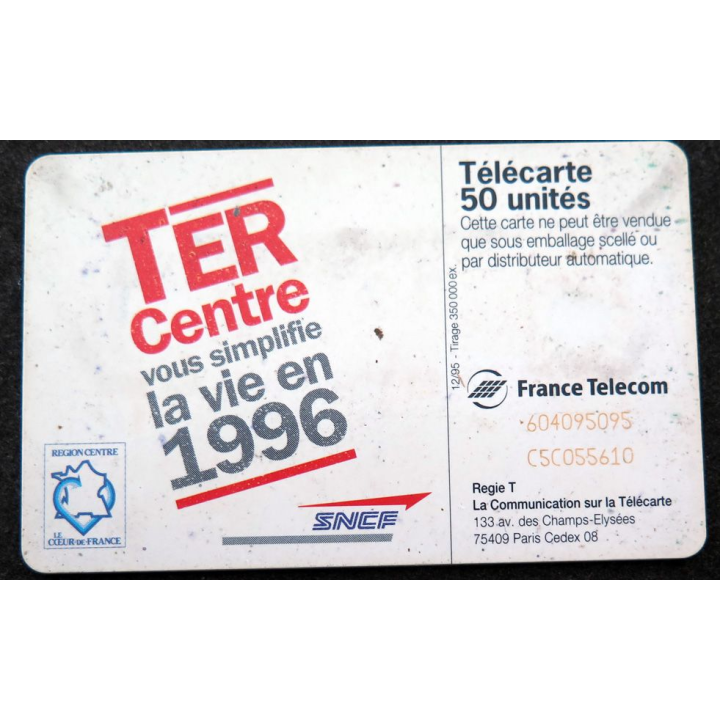 TER
Centre
vous simplifie
la vie en
1996
REGION CENTRE
LE
CŒUR DE FRANCE
SNCF
12/95 - Tirage 350 000 ex.
Télécarte
50 unités
Cette carte ne peut être vendue
que sous emballage scellé ou
par distributeur automatique.
France Telecom
604095095
C5C055610
Regie T
La Communication sur la Télécarte
133 av. des Champs-Elysées
75409 Paris Cedex 08